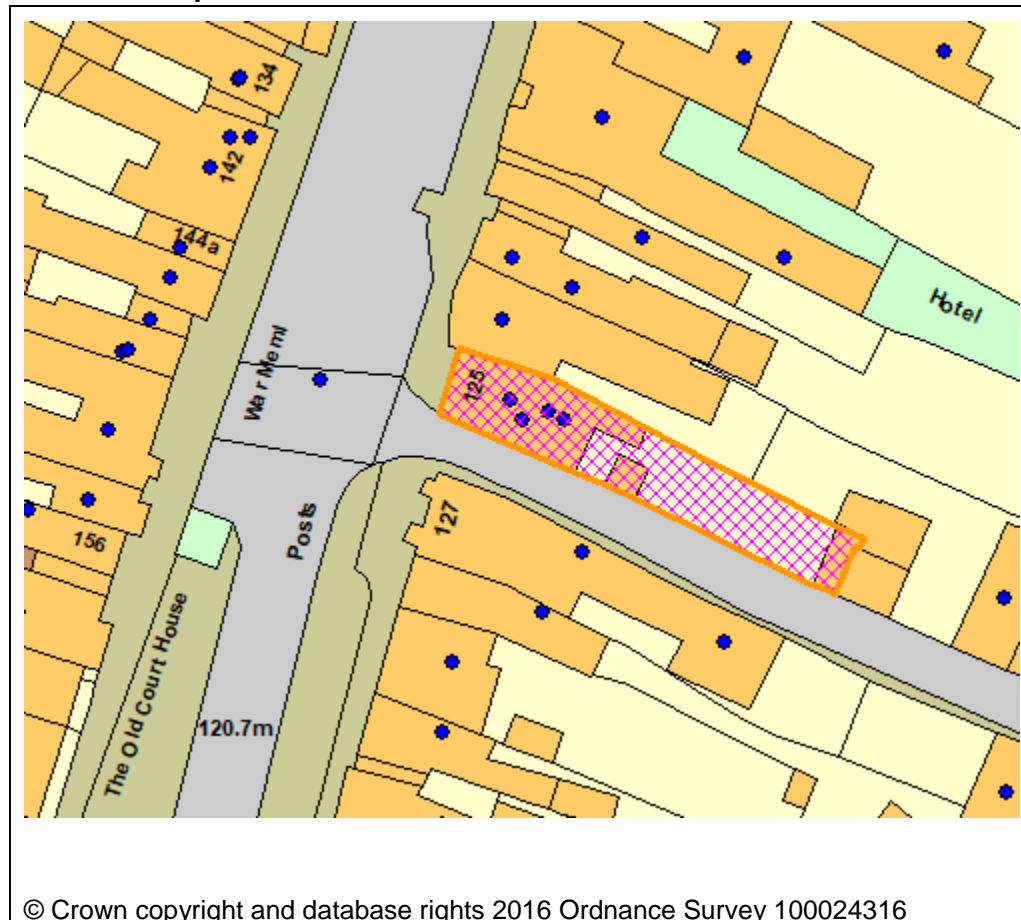 134
142
144a
Hotel
War Meml
125
Posts
127
156
The Old Court House
120.7m
© Crown copyright and database rights 2016 Ordnance Survey 100024316